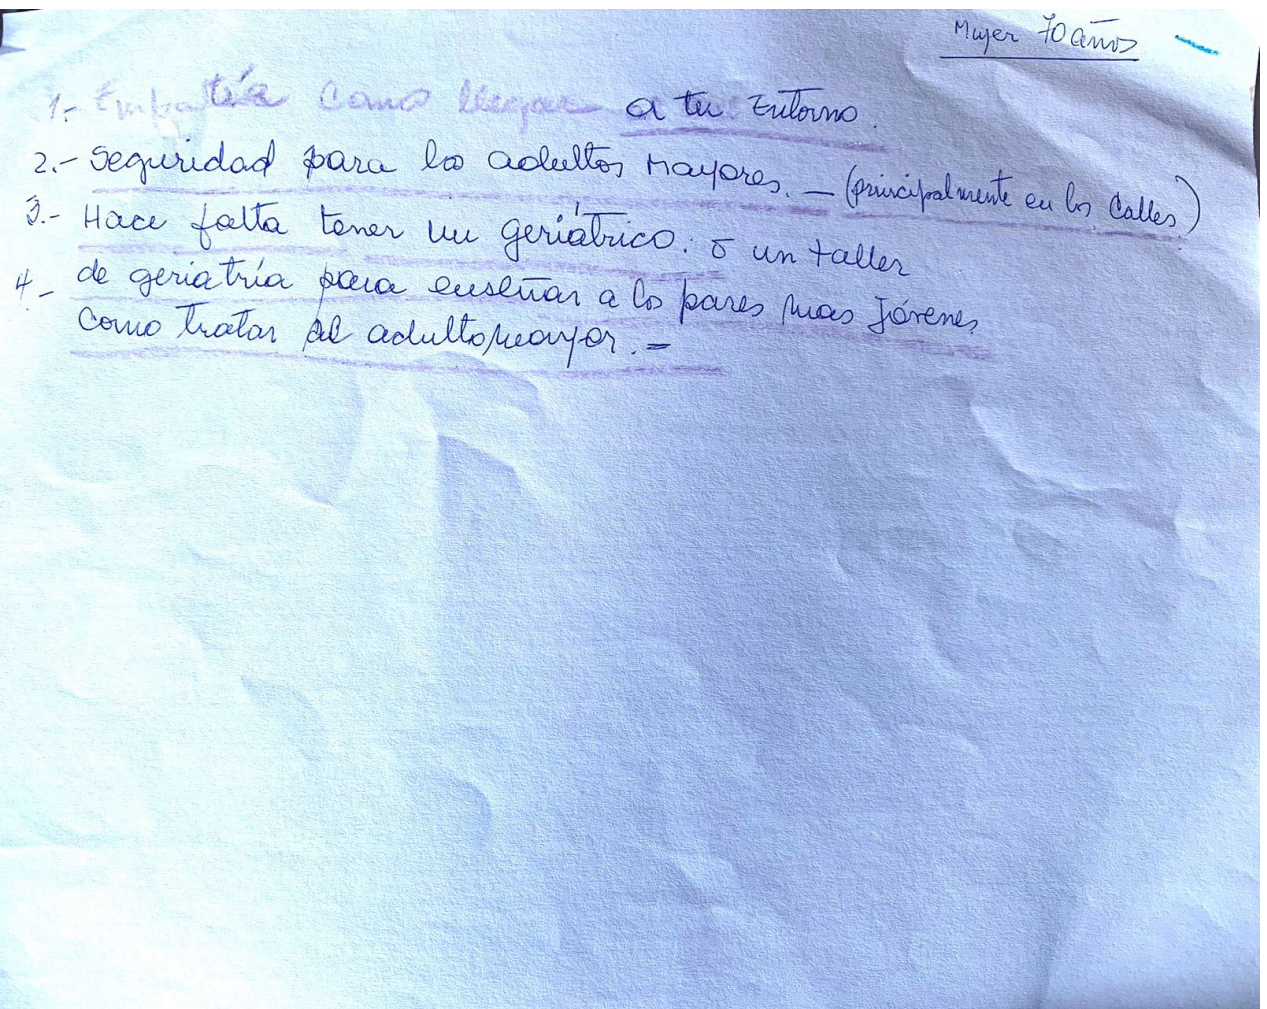 Mujer 70 años
1.- Empatía como llegar a tu Entorno.
2.- Seguridad para los adultos mayores. - (principalmente en las Calles)
3.- Hace falta tener un geriátrico. o un taller
4- de geriatría para enseñar a los pares mas Jóvenes
como tratar al adulto mayor. =